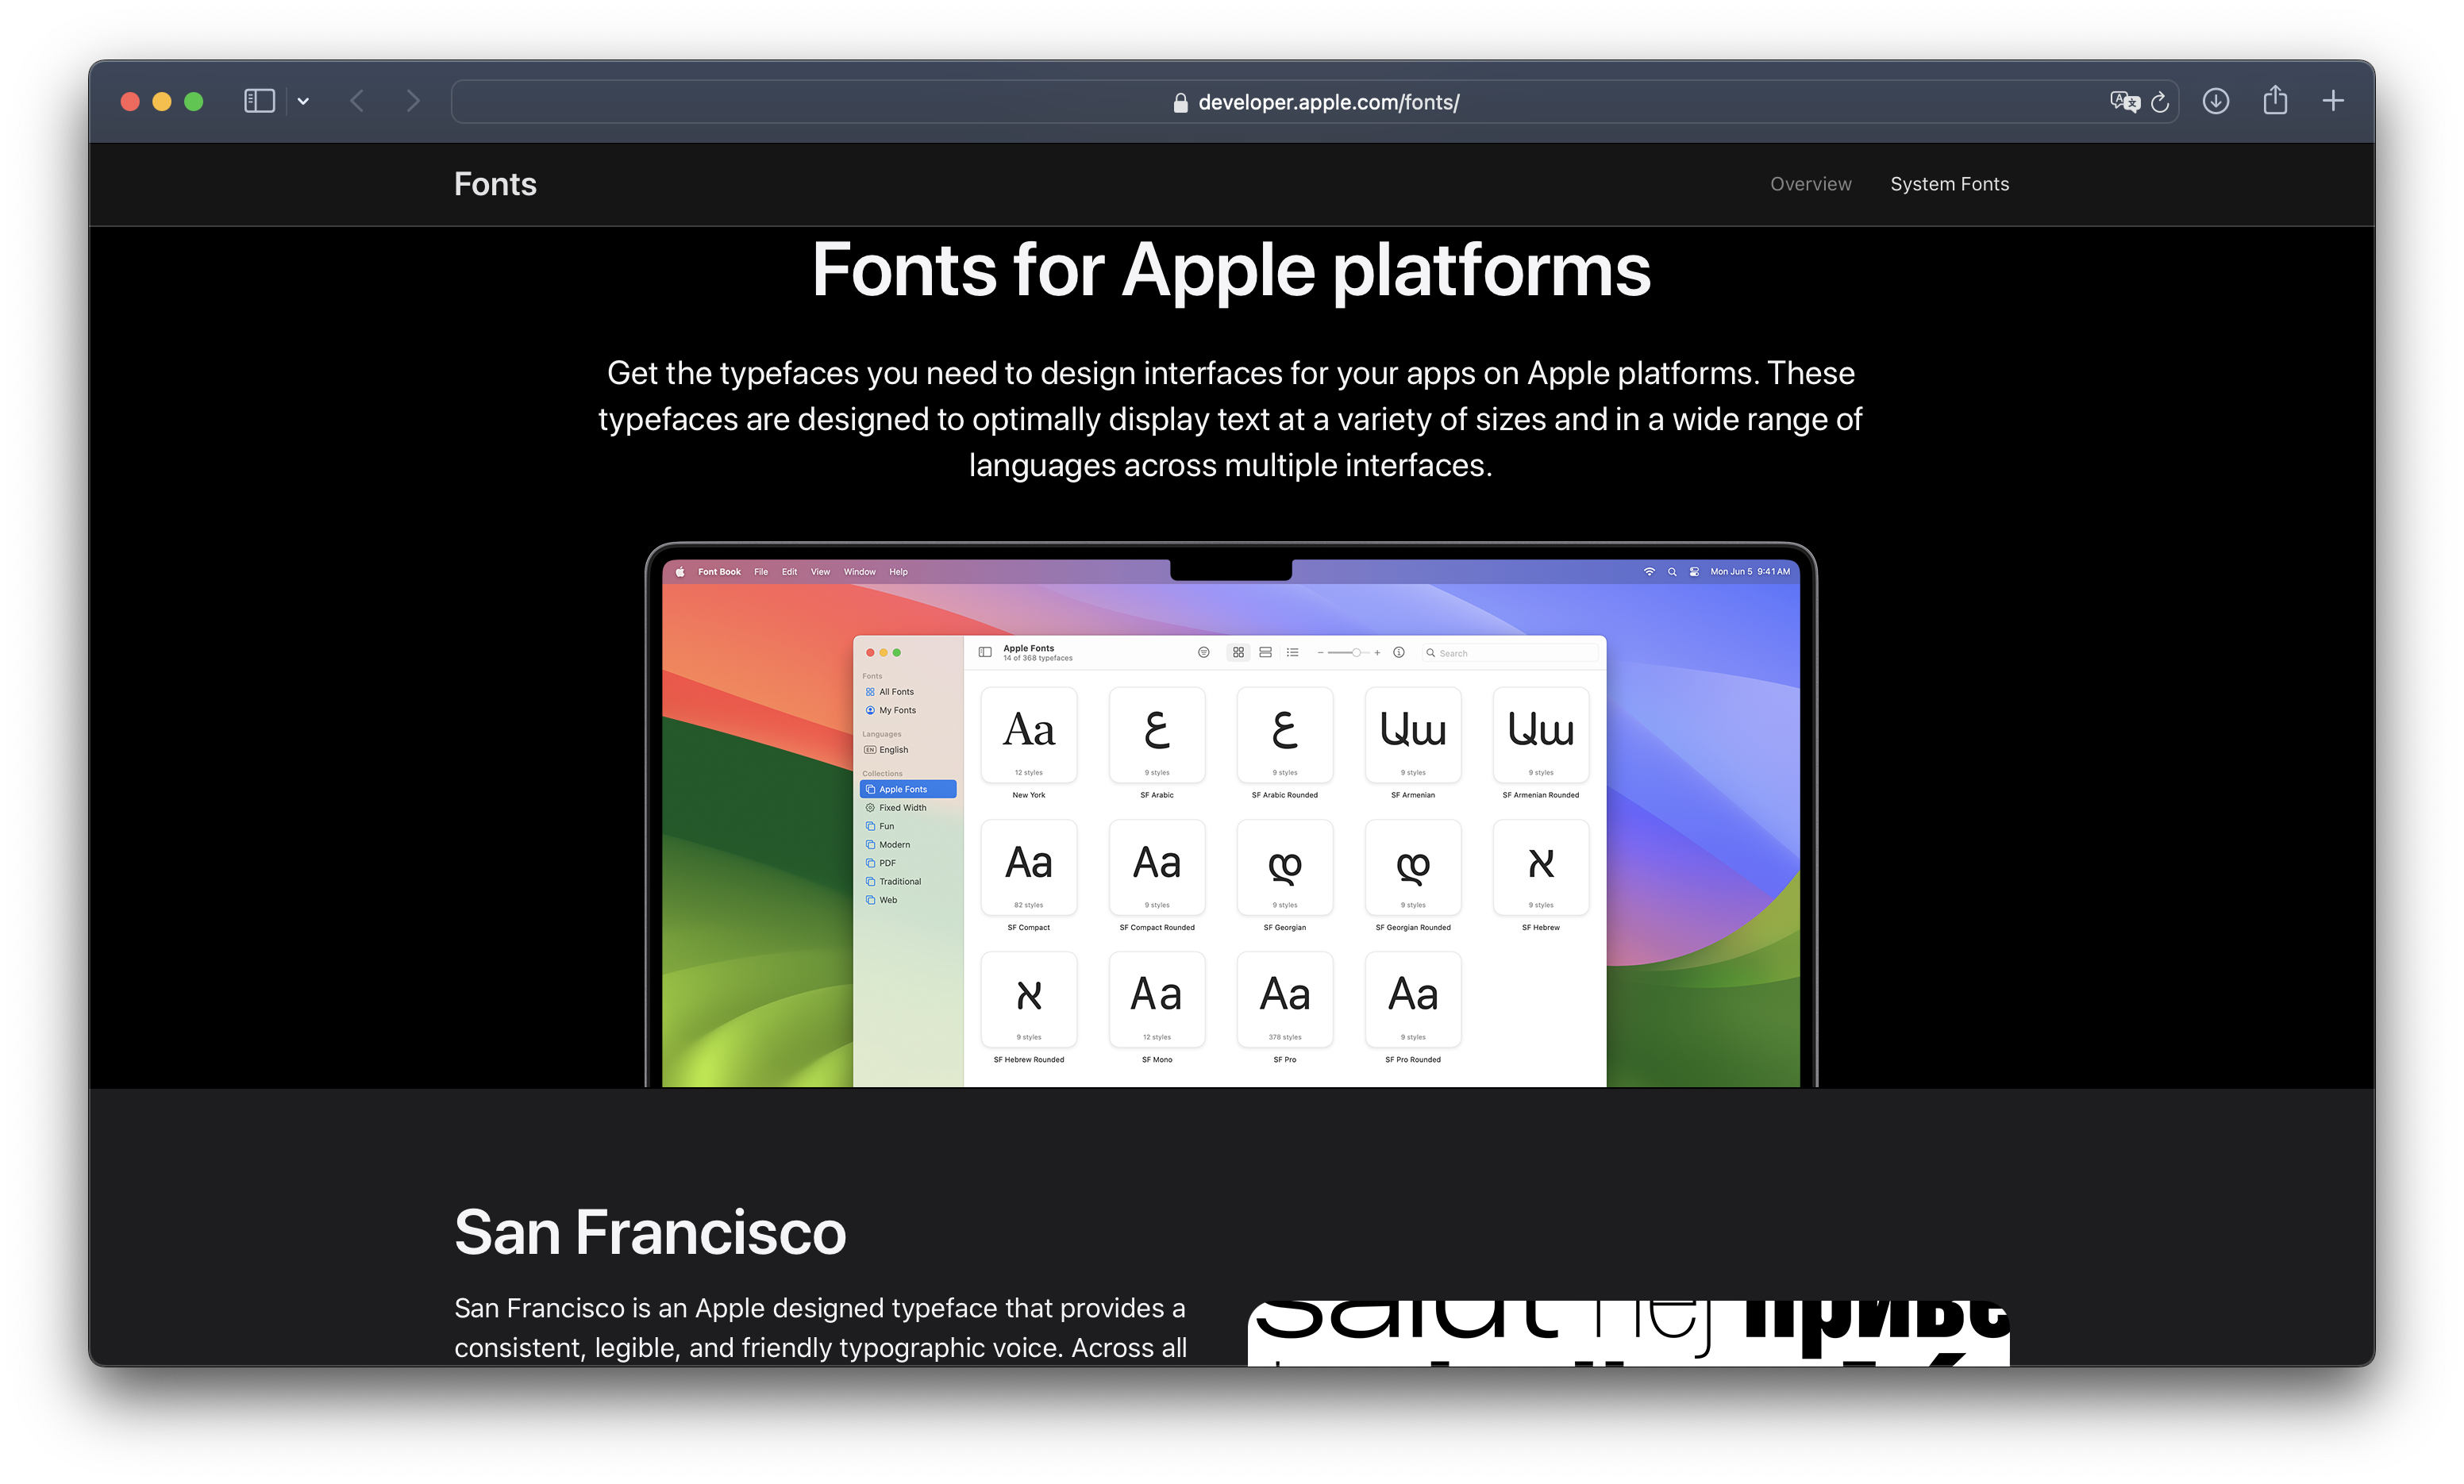 developer.apple.com/fonts/
Fonts
Overview
System Fonts
Fonts for Apple platforms
Get the typefaces you need to design interfaces for your apps on Apple platforms. These
typefaces are designed to optimally display text at a variety of sizes and in a wide range of
languages across multiple interfaces.
Font Book File Edit View Window Help
Mon Jun 5 9:41 AM
Apple Fonts
14 of 368 typefaces
Search
Fonts
All Fonts
My Fonts
Languages
EN English
Collections
Apple Fonts
Fixed Width
Fun
Modern
PDF
Traditional
Web
Aa
12 styles
New York
ع
9 styles
SF Arabic
ع
9 styles
SF Arabic Rounded
Աա
9 styles
SF Armenian
Աա
9 styles
SF Armenian Rounded
Aa
82 styles
SF Compact
Aa
9 styles
SF Compact Rounded
დ
9 styles
SF Georgian
დ
9 styles
SF Georgian Rounded
א
9 styles
SF Hebrew
א
9 styles
SF Hebrew Rounded
Aa
12 styles
SF Mono
Aa
378 styles
SF Pro
Aa
9 styles
SF Pro Rounded
San Francisco
San Francisco is an Apple designed typeface that provides a
consistent, legible, and friendly typographic voice. Across all
salut hej